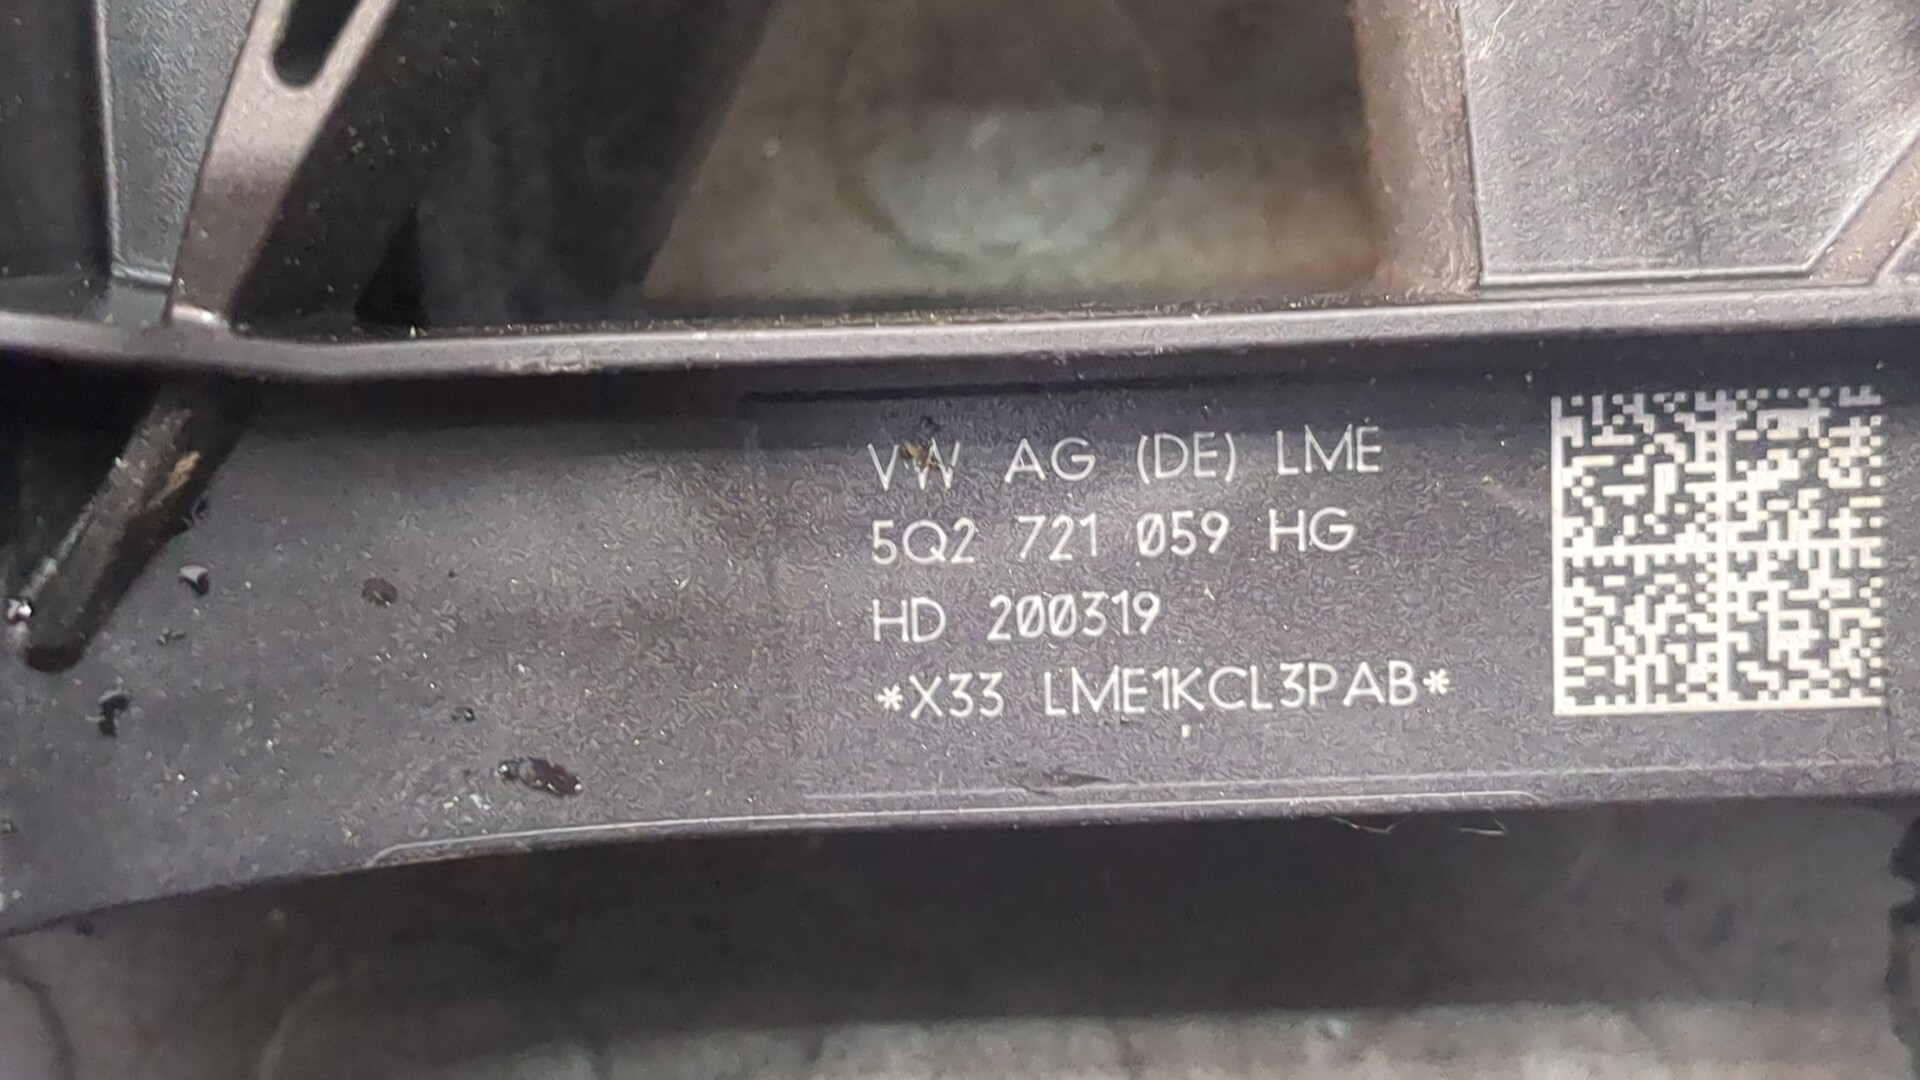 VW AG (DE) LME
5Q2 721 059 HG
HD 200319
*X33 LME1KCL3PAB*